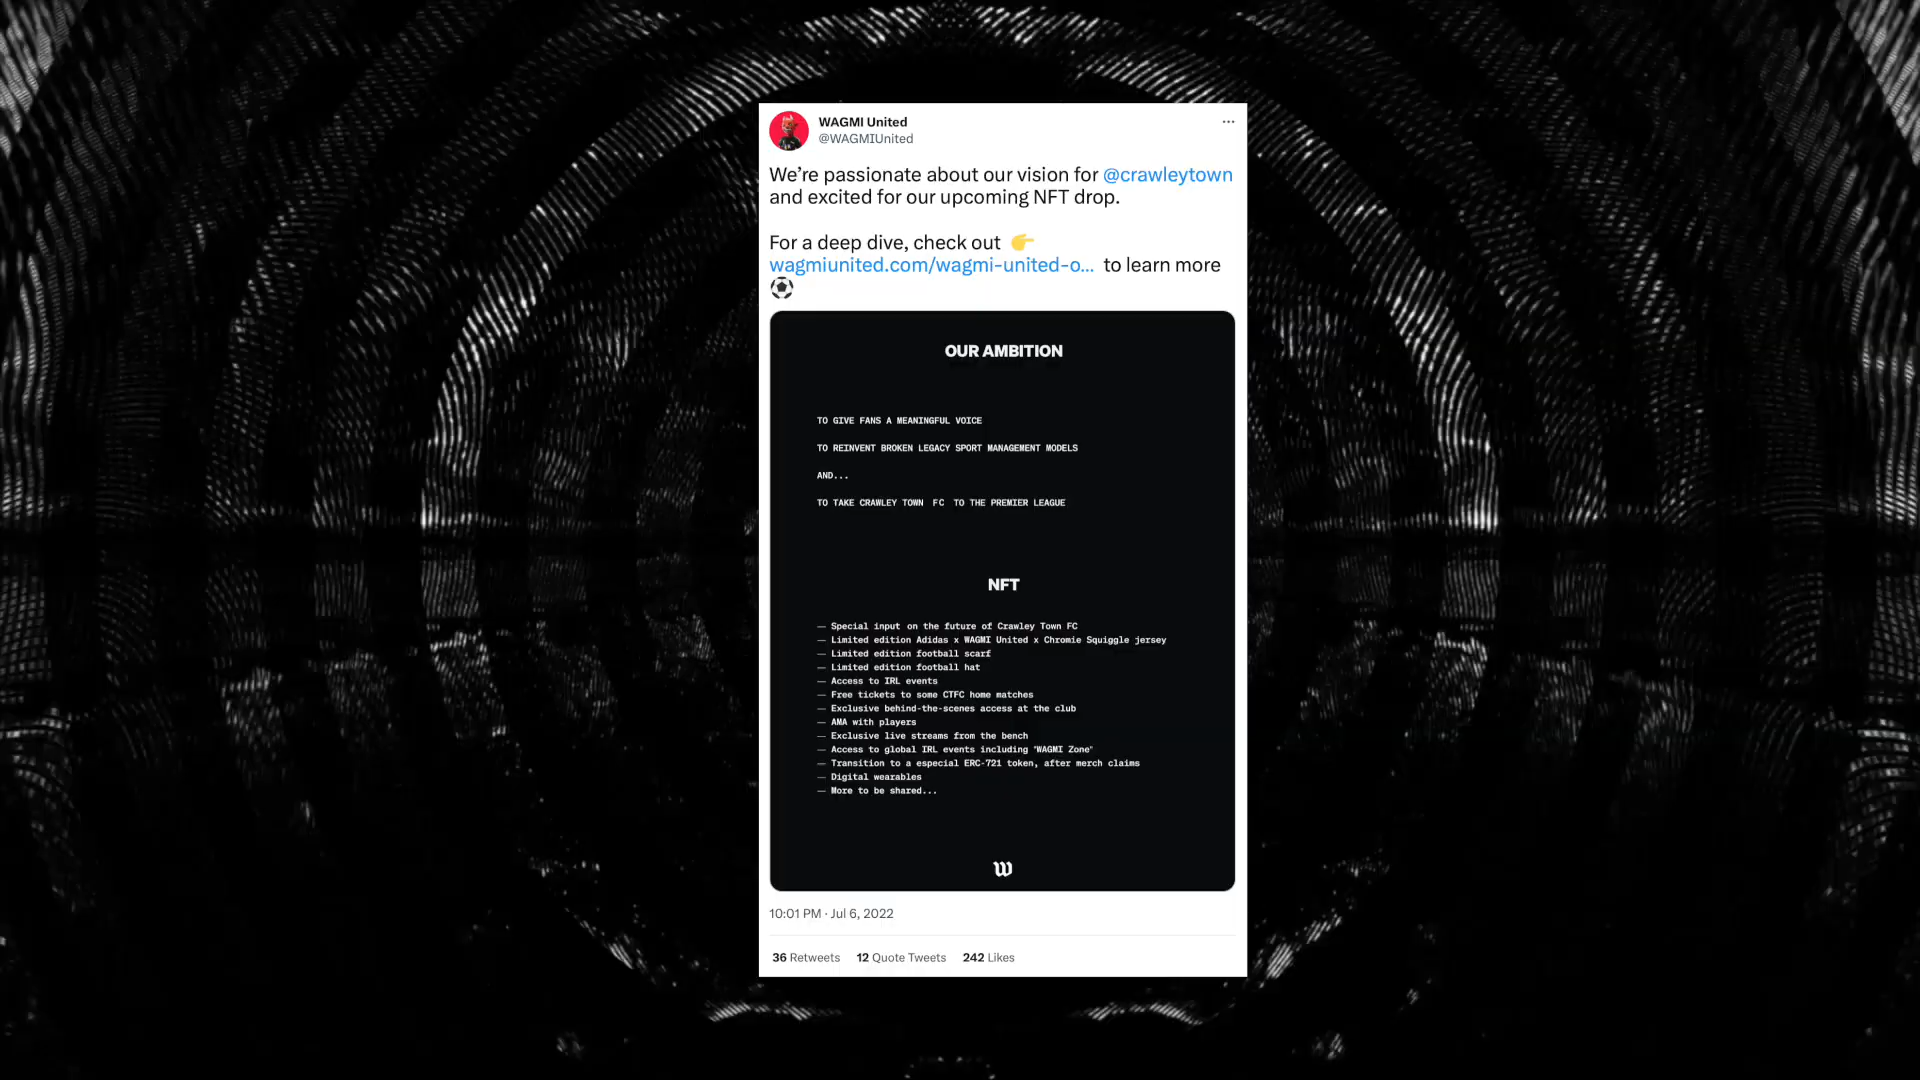 WAGMI United
@WAGMIUnited
We’re passionate about our vision for @crawleytown
and excited for our upcoming NFT drop.
For a deep dive, check out 👉
wagmiunited.com/wagmi-united-o... to learn more
⚽
OUR AMBITION
TO GIVE FANS A MEANINGFUL VOICE
TO REINVENT BROKEN LEGACY SPORT MANAGEMENT MODELS
AND...
TO TAKE CRAWLEY TOWN FC TO THE PREMIER LEAGUE
NFT
— Special input on the future of Crawley Town FC
— Limited edition Adidas x WAGMI United x Chromie Squiggle jersey
— Limited edition football scarf
— Limited edition football hat
— Access to IRL events
— Free tickets to some CTFC home matches
— Exclusive behind-the-scenes access at the club
— AMA with players
— Exclusive live streams from the bench
— Access to global IRL events including "WAGMI Zone"
— Transition to a especial ERC-721 token, after merch claims
— Digital wearables
— More to be shared...
W
10:01 PM · Jul 6, 2022
36 Retweets 12 Quote Tweets 242 Likes